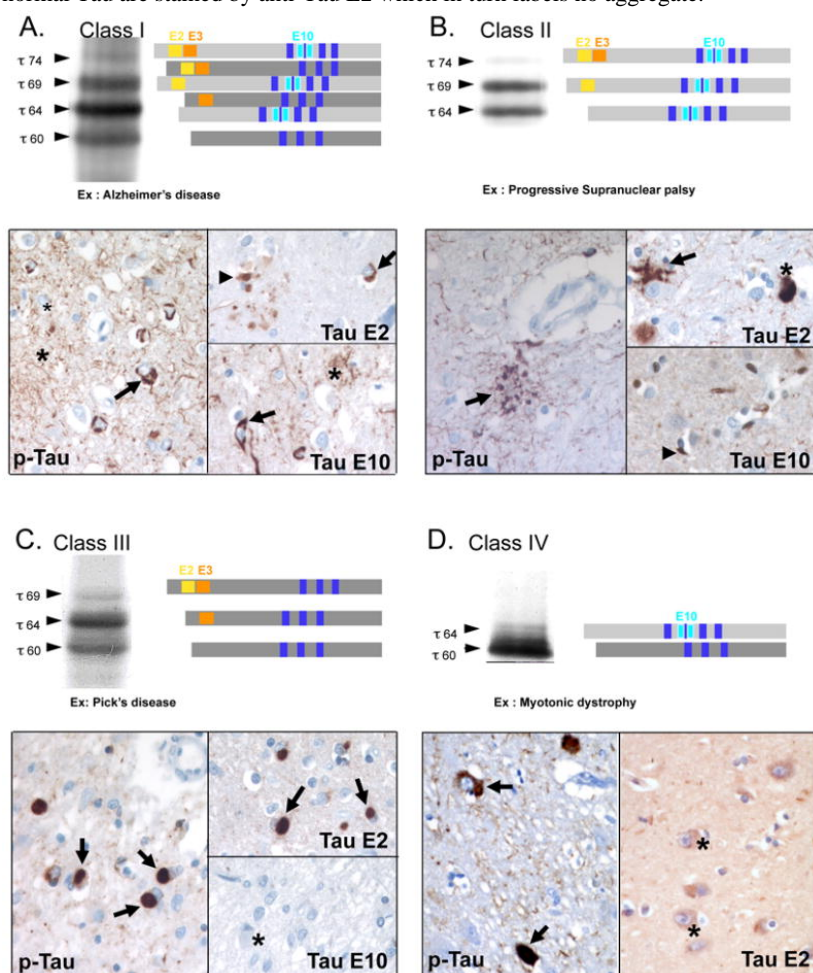 normal Tau are stained by anti-Tau E2 which in turn labels no aggregate.
A. Class I
E2 E3 E10
τ 74
τ 69
τ 64
τ 60
Ex : Alzheimer's disease
B. Class II
E2 E3 E10
τ 74
τ 69
τ 64
Ex : Progressive Supranuclear palsy
*
*
p-Tau
Tau E2
*
Tau E10
p-Tau
*
Tau E2
Tau E10
C. Class III
E2 E3
τ 69
τ 64
τ 60
Ex: Pick's disease
D. Class IV
E10
τ 64
τ 60
Ex : Myotonic dystrophy
p-Tau
Tau E2
*
Tau E10
p-Tau
*
*
Tau E2